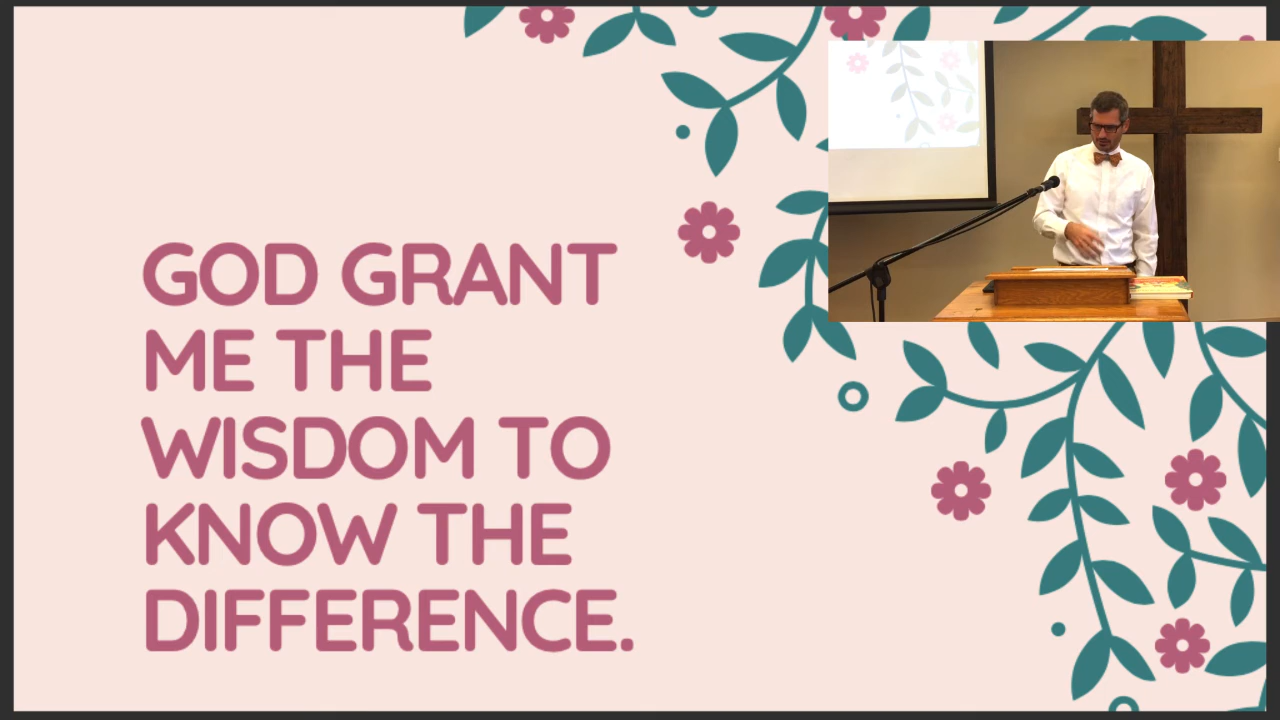 GOD GRANT
ME THE
WISDOM TO
KNOW THE
DIFFERENCE.